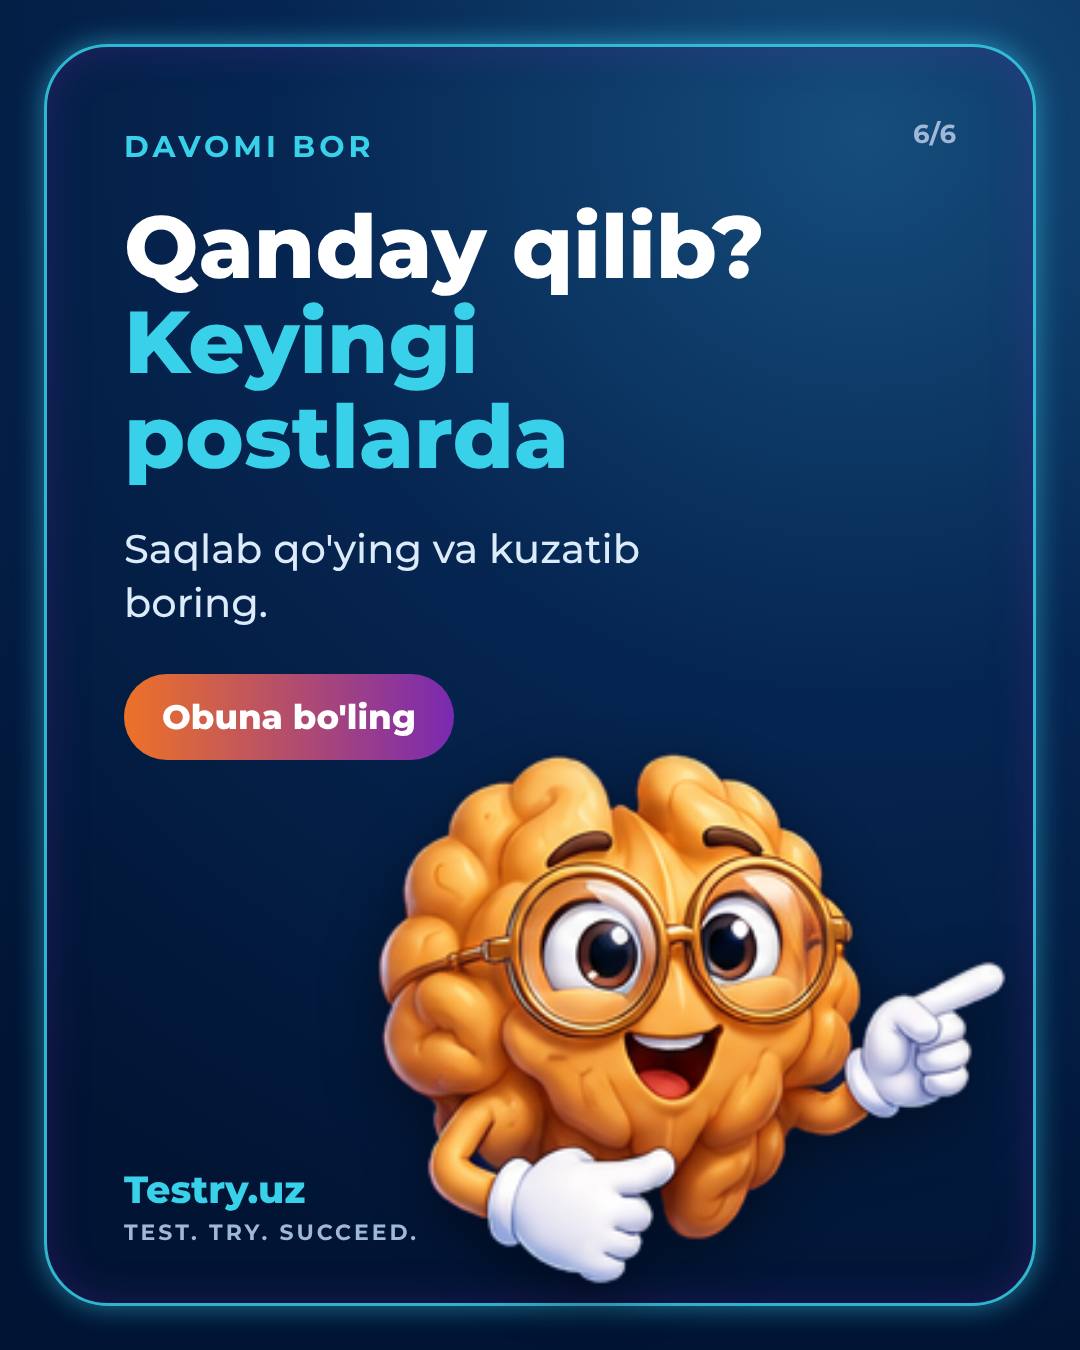 DAVOMI BOR
6/6
Qanday qilib?
Keyingi
postlarda
Saqlab qo'ying va kuzatib
boring.
Obuna bo'ling
Testry.uz
TEST. TRY. SUCCEED.